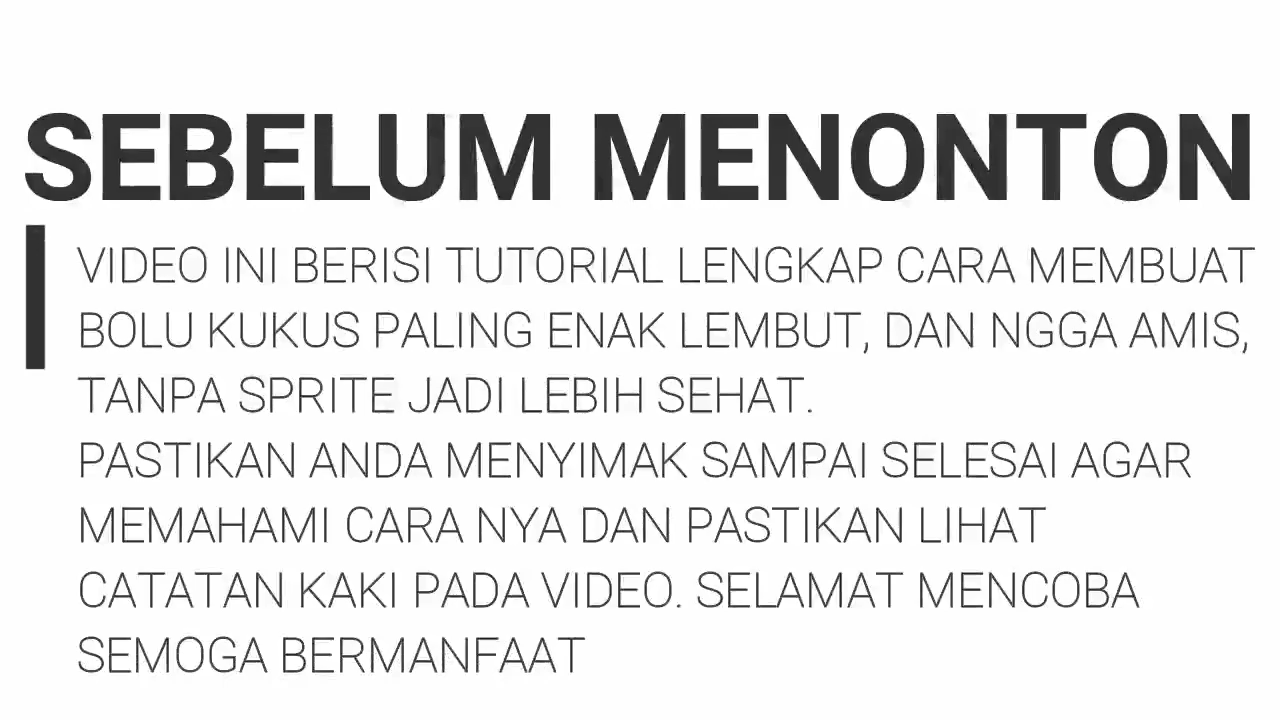 SEBELUM MENONTON
VIDEO INI BERISI TUTORIAL LENGKAP CARA MEMBUAT
BOLU KUKUS PALING ENAK LEMBUT, DAN NGGA AMIS,
TANPA SPRITE JADI LEBIH SEHAT.
PASTIKAN ANDA MENYIMAK SAMPAI SELESAI AGAR
MEMAHAMI CARA NYA DAN PASTIKAN LIHAT
CATATAN KAKI PADA VIDEO. SELAMAT MENCOBA
SEMOGA BERMANFAAT